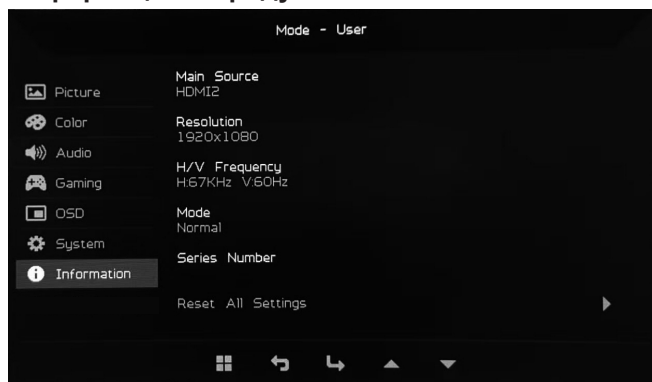 Mode - User
Picture
Color
Audio
Gaming
OSD
System
Information
Main Source
HDMI2
Resolution
1920x1080
H/V Frequency
H:67KHz V:60Hz
Mode
Normal
Series Number
Reset All Settings